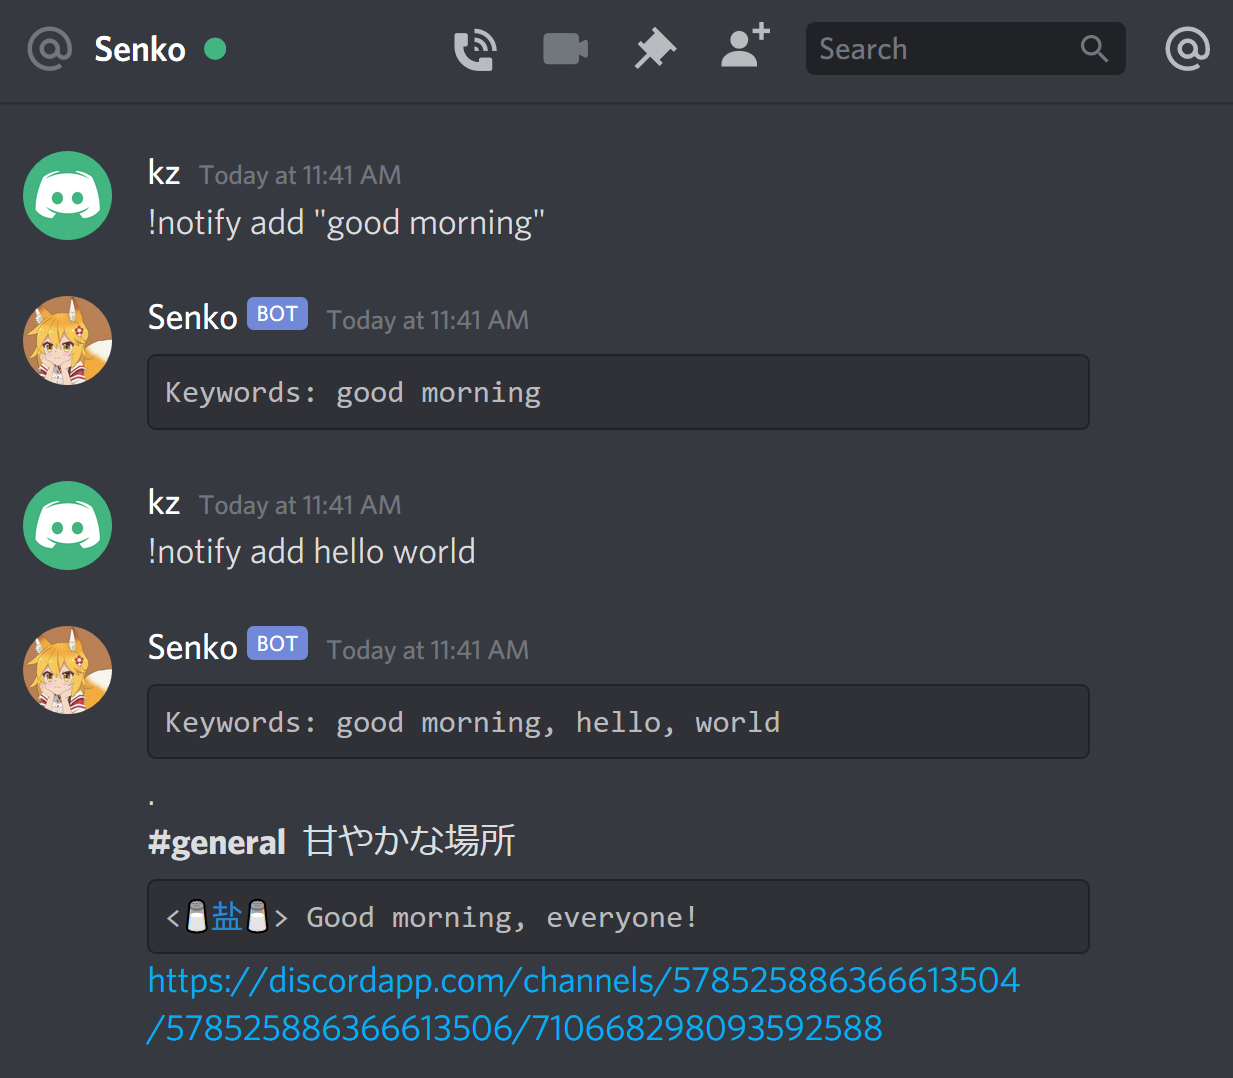 Senko
Search
kz Today at 11:41 AM
!notify add "good morning"
Senko BOT Today at 11:41 AM
Keywords: good morning
kz Today at 11:41 AM
!notify add hello world
Senko BOT Today at 11:41 AM
Keywords: good morning, hello, world
.
#general 甘やかな場所
<🧂盐🧂> Good morning, everyone!
https://discordapp.com/channels/578525886366613504
/578525886366613506/710668298093592588